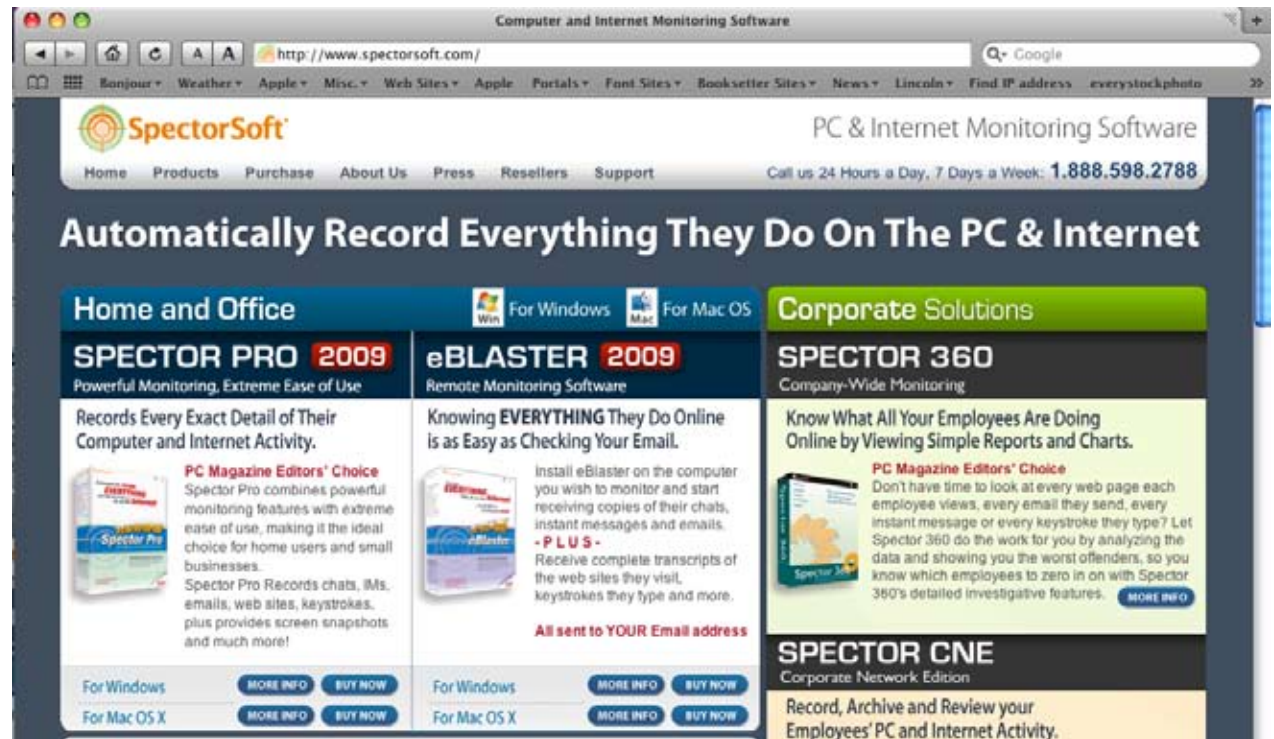 Computer and Internet Monitoring Software
A A http://www.spectorsoft.com/ Google
Bonjour Weather Apple Misc. Web Sites Apple Portals Font Sites Booksetter Sites News Lincoln Find IP address everystockphoto
SpectorSoft
PC & Internet Monitoring Software
Home Products Purchase About Us Press Resellers Support
Call us 24 Hours a Day, 7 Days a Week: 1.888.598.2788
Automatically Record Everything They Do On The PC & Internet
Home and Office
Win For Windows Mac For Mac OS
SPECTOR PRO 2009
Powerful Monitoring, Extreme Ease of Use
Records Every Exact Detail of Their
Computer and Internet Activity.
PC Magazine Editors' Choice
Spector Pro combines powerful
monitoring features with extreme
ease of use, making it the ideal
choice for home users and small
businesses.
Spector Pro Records chats, IMs,
emails, web sites, keystrokes,
plus provides screen snapshots
and much more!
Spector Pro
For Windows MORE INFO BUY NOW
For Mac OS X MORE INFO BUY NOW
eBLASTER 2009
Remote Monitoring Software
Knowing EVERYTHING They Do Online
is as Easy as Checking Your Email.
Install eBlaster on the computer
you wish to monitor and start
receiving copies of their chats,
instant messages and emails.
- P L U S -
Receive complete transcripts of
the web sites they visit,
keystrokes they type and more.
All sent to YOUR Email address
eBlaster
For Windows MORE INFO BUY NOW
For Mac OS X MORE INFO BUY NOW
Corporate Solutions
SPECTOR 360
Company-Wide Monitoring
Know What All Your Employees Are Doing
Online by Viewing Simple Reports and Charts.
PC Magazine Editors' Choice
Don't have time to look at every web page each
employee views, every email they send, every
instant message or every keystroke they type? Let
Spector 360 do the work for you by analyzing the
data and showing you the worst offenders, so you
know which employees to zero in on with Spector
360's detailed investigative features. MORE INFO
Spector 360
SPECTOR CNE
Corporate Network Edition
Record, Archive and Review your
Employees' PC and Internet Activity.